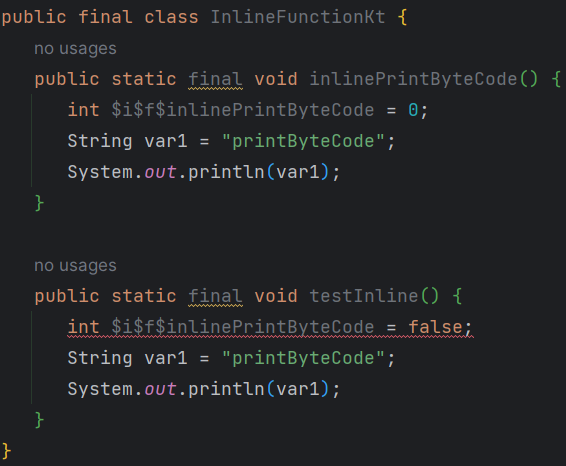 public final class InlineFunctionKt {
no usages
public static final void inlinePrintByteCode() {
int $i$f$inlinePrintByteCode = 0;
String var1 = "printByteCode";
System.out.println(var1);
}
no usages
public static final void testInline() {
int $i$f$inlinePrintByteCode = false;
String var1 = "printByteCode";
System.out.println(var1);
}
}